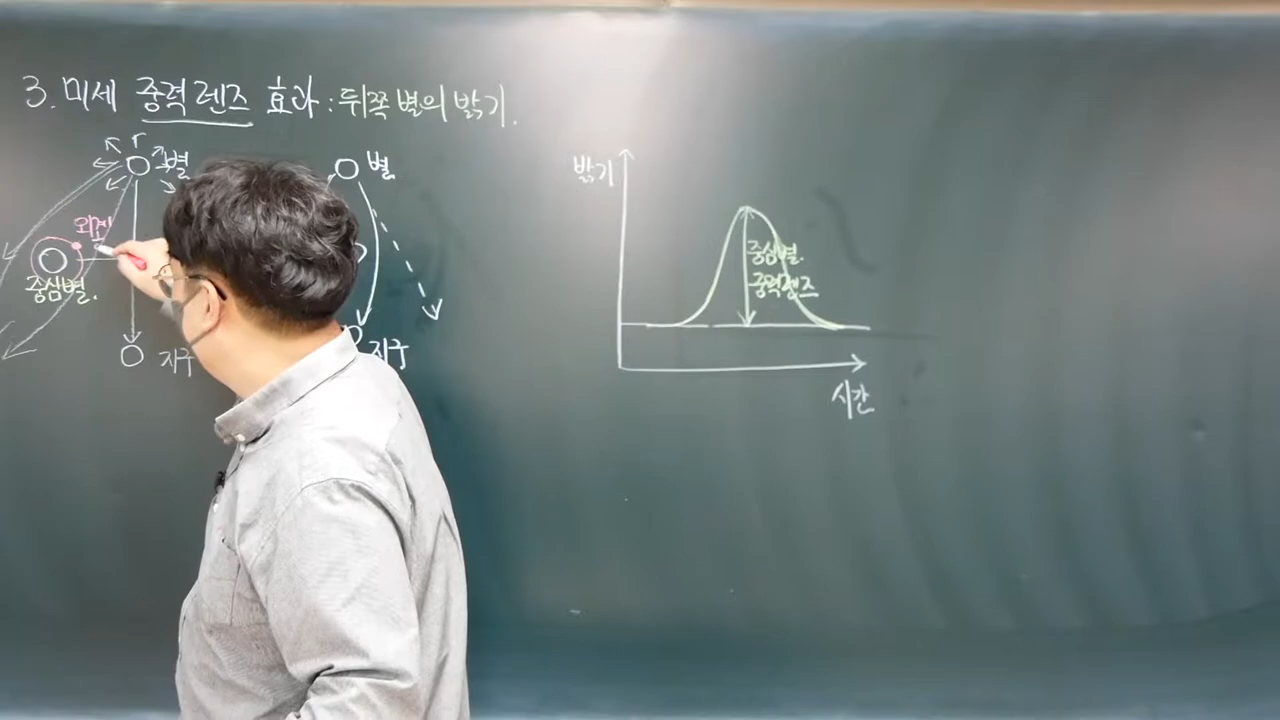 3. 미세 중력 렌즈 효과 : 뒤쪽 별의 밝기.
별
별
밝기
외계
중심별.
중심별.
중력렌즈
지구
지구
시간